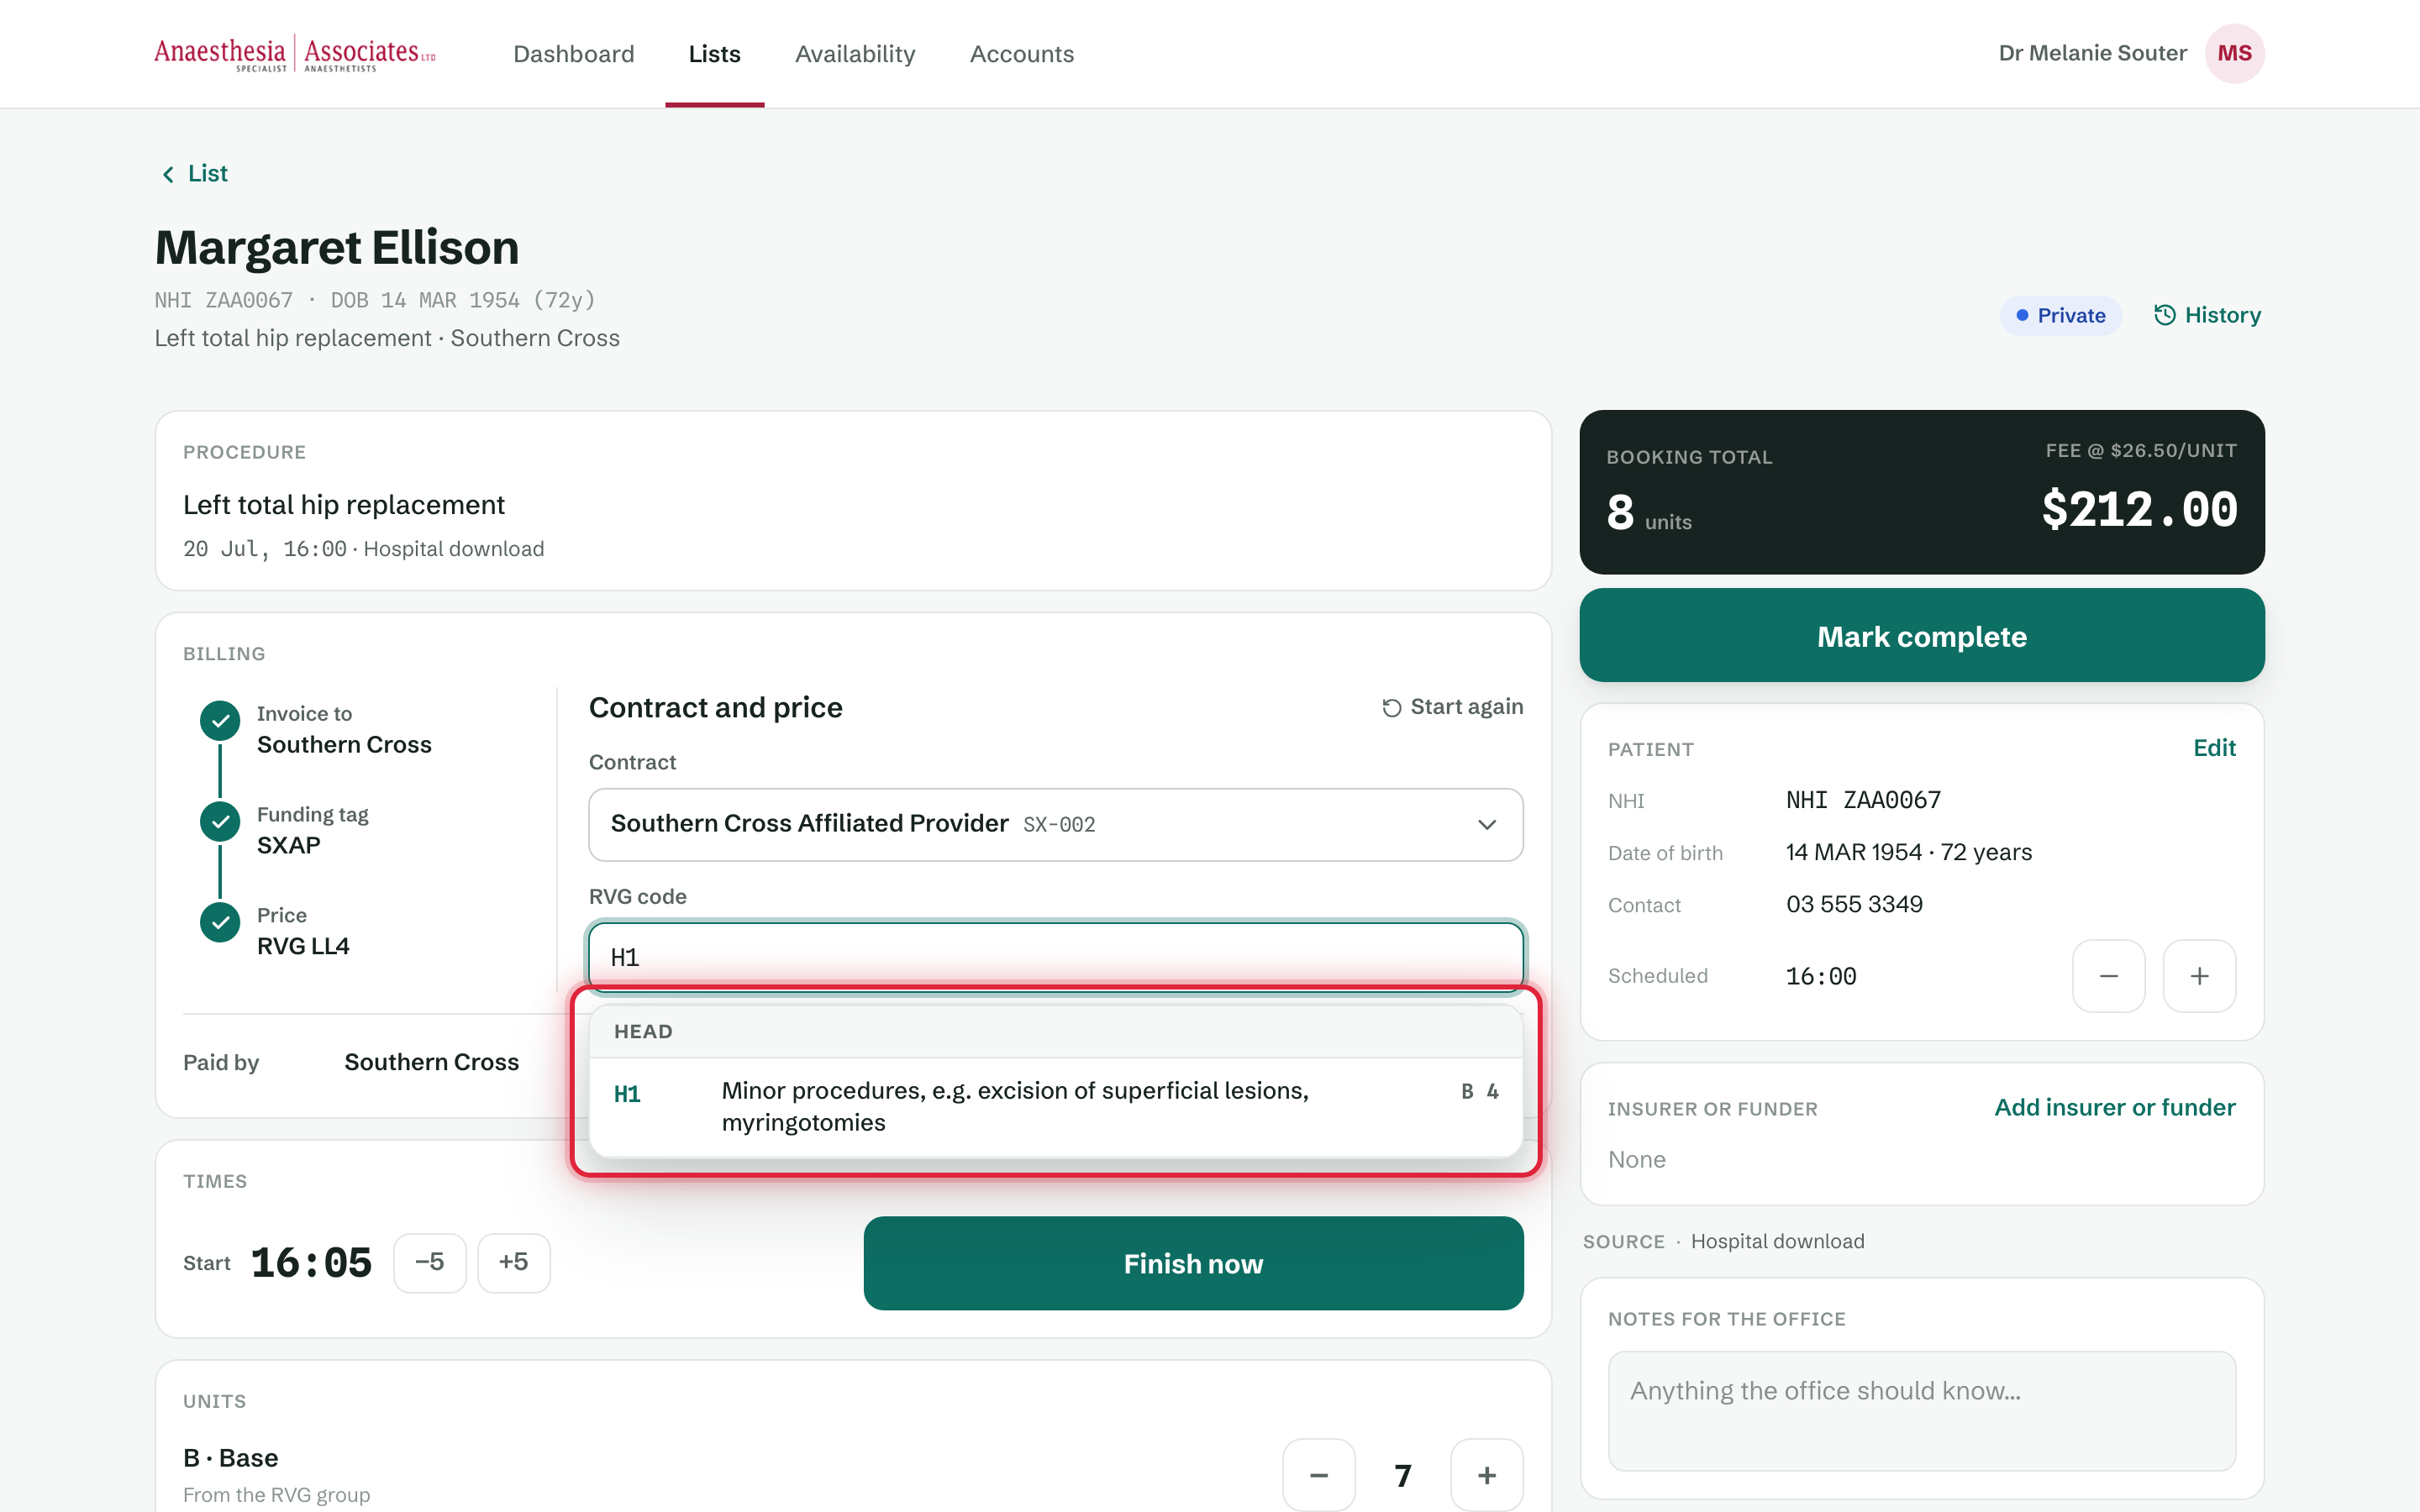 Anaesthesia | Associates LTD
SPECIALIST ANAESTHETISTS
Dashboard
Lists
Availability
Accounts
Dr Melanie Souter
MS
List
Margaret Ellison
NHI ZAA0067 · DOB 14 MAR 1954 (72y)
Left total hip replacement · Southern Cross
Private
History
PROCEDURE
Left total hip replacement
20 Jul, 16:00 · Hospital download
BILLING
Invoice to
Southern Cross
Funding tag
SXAP
Price
RVG LL4
Contract and price
Start again
Contract
Southern Cross Affiliated Provider SX-002
RVG code
H1
HEAD
H1 Minor procedures, e.g. excision of superficial lesions, B 4
myringotomies
Paid by Southern Cross
TIMES
Start 16:05 −5 +5
Finish now
UNITS
B · Base
From the RVG group
− 7 +
BOOKING TOTAL
8 units
FEE @ $26.50/UNIT
$212.00
Mark complete
PATIENT
Edit
NHI NHI ZAA0067
Date of birth 14 MAR 1954 · 72 years
Contact 03 555 3349
Scheduled 16:00 − +
INSURER OR FUNDER
Add insurer or funder
None
SOURCE · Hospital download
NOTES FOR THE OFFICE
Anything the office should know...